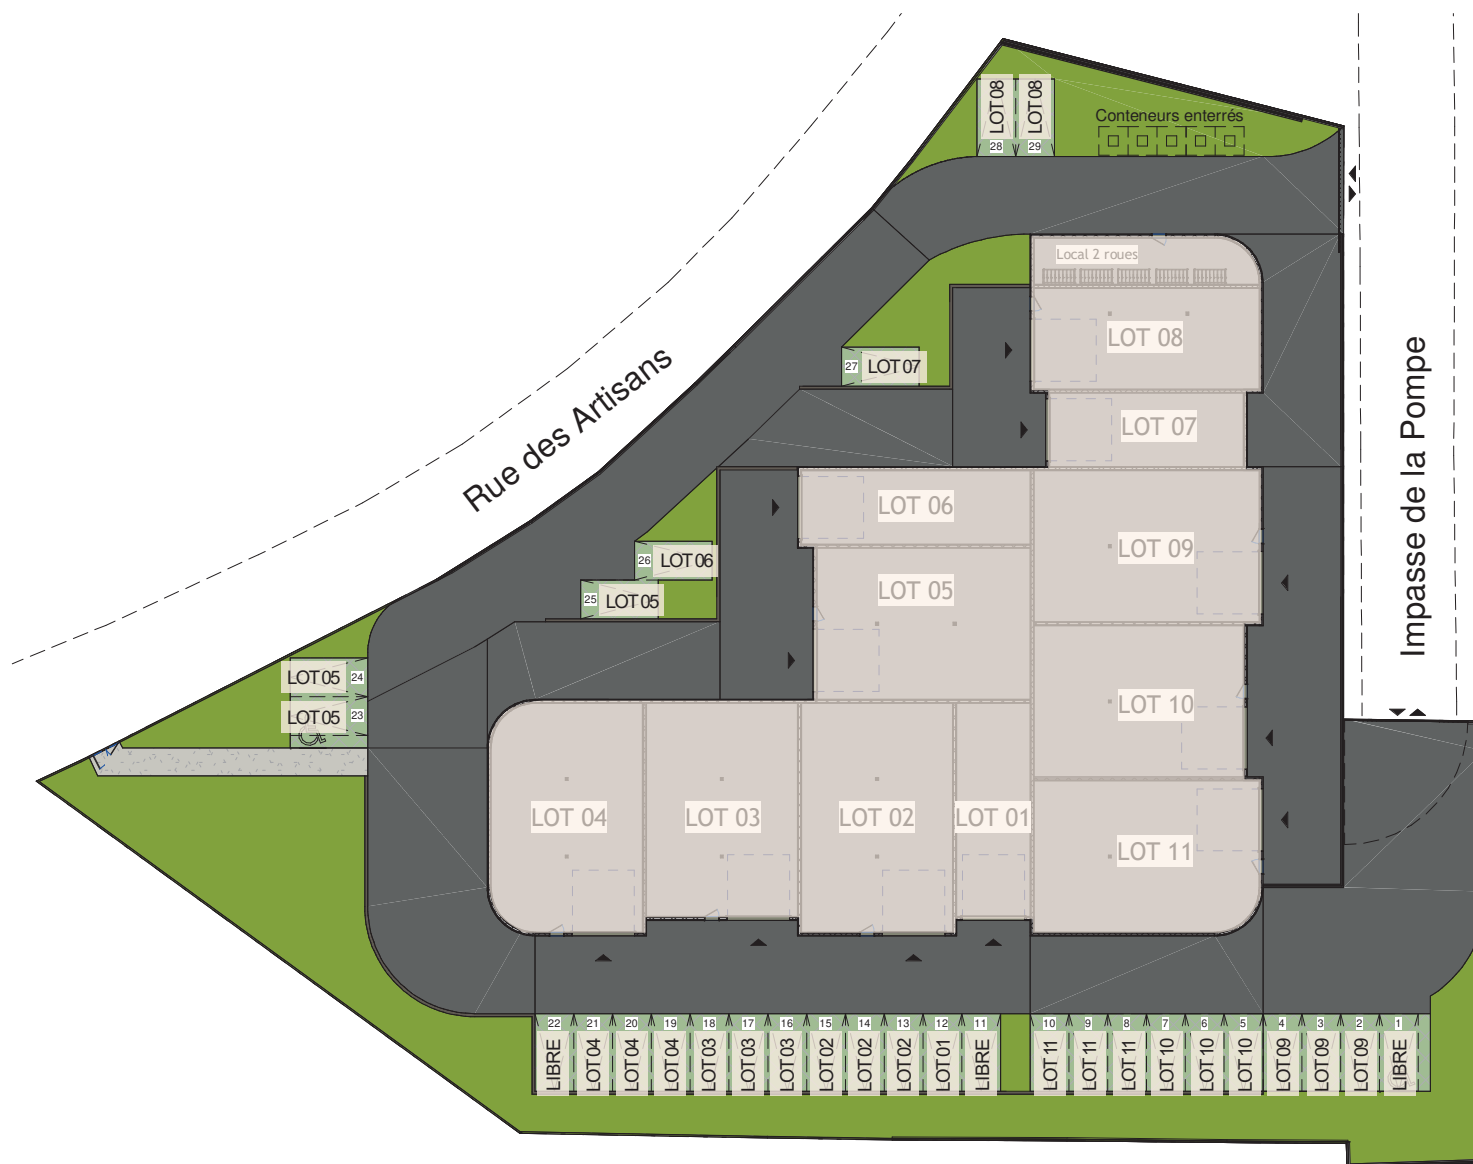 LOT 08
LOT 08
28
29
Conteneurs enterrés
Local 2 roues
LOT 08
27
LOT 07
LOT 07
Rue des Artisans
Impasse de la Pompe
LOT 06
LOT 09
26
LOT 06
25
LOT 05
LOT 05
LOT 05
24
LOT 05
23
LOT 10
LOT 04
LOT 03
LOT 02
LOT 01
LOT 11
22
21
20
19
18
17
16
15
14
13
12
11
10
9
8
7
6
5
4
3
2
1
LIBRE
LOT 04
LOT 04
LOT 04
LOT 03
LOT 03
LOT 03
LOT 02
LOT 02
LOT 02
LOT 01
LIBRE
LOT 11
LOT 11
LOT 11
LOT 10
LOT 10
LOT 10
LOT 09
LOT 09
LOT 09
LIBRE